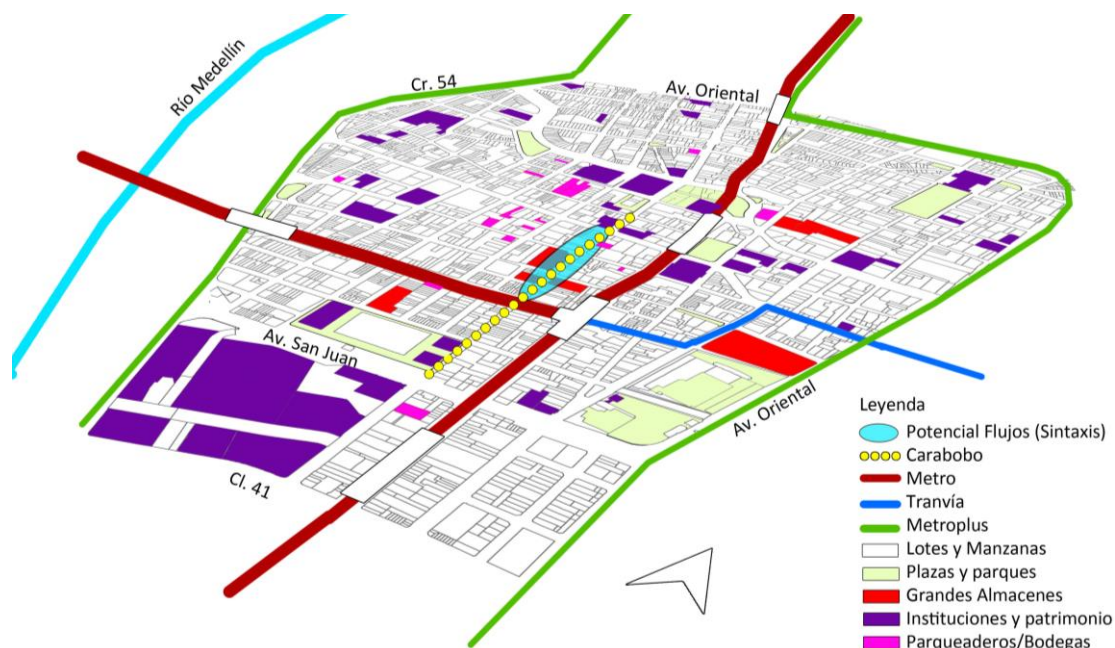 Río Medellín
Cr. 54
Av. Oriental
Av. San Juan
Cl. 41
Av. Oriental
Leyenda
Potencial Flujos (Sintaxis)
Carabobo
Metro
Tranvía
Metroplus
Lotes y Manzanas
Plazas y parques
Grandes Almacenes
Instituciones y patrimonio
Parqueaderos/Bodegas